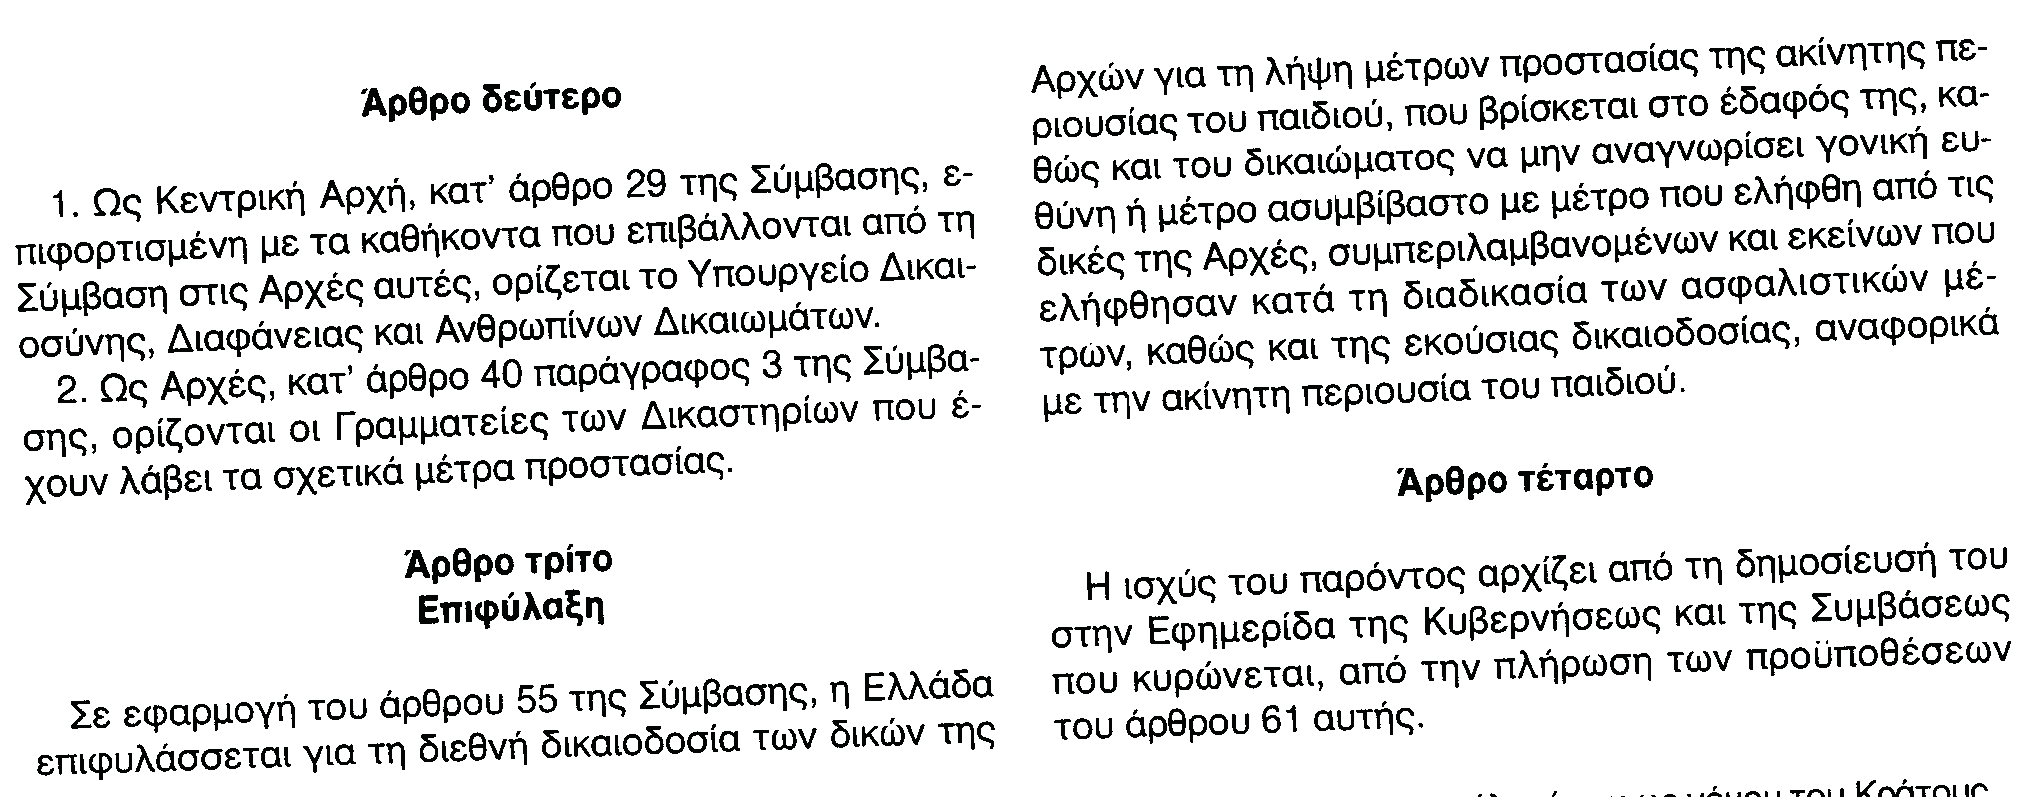 Άρθρο δεύτερο
1. Ως Κεντρική Αρχή, κατ’ άρθρο 29 της Σύμβασης, ε-
πιφορτισμένη με τα καθήκοντα που επιβάλλονται από τη
Σύμβαση στις Αρχές αυτές, ορίζεται το Υπουργείο Δικαι-
οσύνης, Διαφάνειας και Ανθρωπίνων Δικαιωμάτων.
2. Ως Αρχές, κατ’ άρθρο 40 παράγραφος 3 της Σύμβα-
σης, ορίζονται οι Γραμματείες των Δικαστηρίων που έ-
χουν λάβει τα σχετικά μέτρα προστασίας.
Άρθρο τρίτο
Επιφύλαξη
Σε εφαρμογή του άρθρου 55 της Σύμβασης, η Ελλάδα
επιφυλάσσεται για τη διεθνή δικαιοδοσία των δικών της
Αρχών για τη λήψη μέτρων προστασίας της ακίνητης πε-
ριουσίας του παιδιού, που βρίσκεται στο έδαφός της, κα-
θώς και του δικαιώματος να μην αναγνωρίσει γονική ευ-
θύνη ή μέτρο ασυμβίβαστο με μέτρο που ελήφθη από τις
δικές της Αρχές, συμπεριλαμβανομένων και εκείνων που
ελήφθησαν κατά τη διαδικασία των ασφαλιστικών μέ-
τρων, καθώς και της εκούσιας δικαιοδοσίας, αναφορικά
με την ακίνητη περιουσία του παιδιού.
Άρθρο τέταρτο
Η ισχύς του παρόντος αρχίζει από τη δημοσίευσή του
στην Εφημερίδα της Κυβερνήσεως και της Συμβάσεως
που κυρώνεται, από την πλήρωση των προϋποθέσεων
του άρθρου 61 αυτής.
νόμου του Κράτους